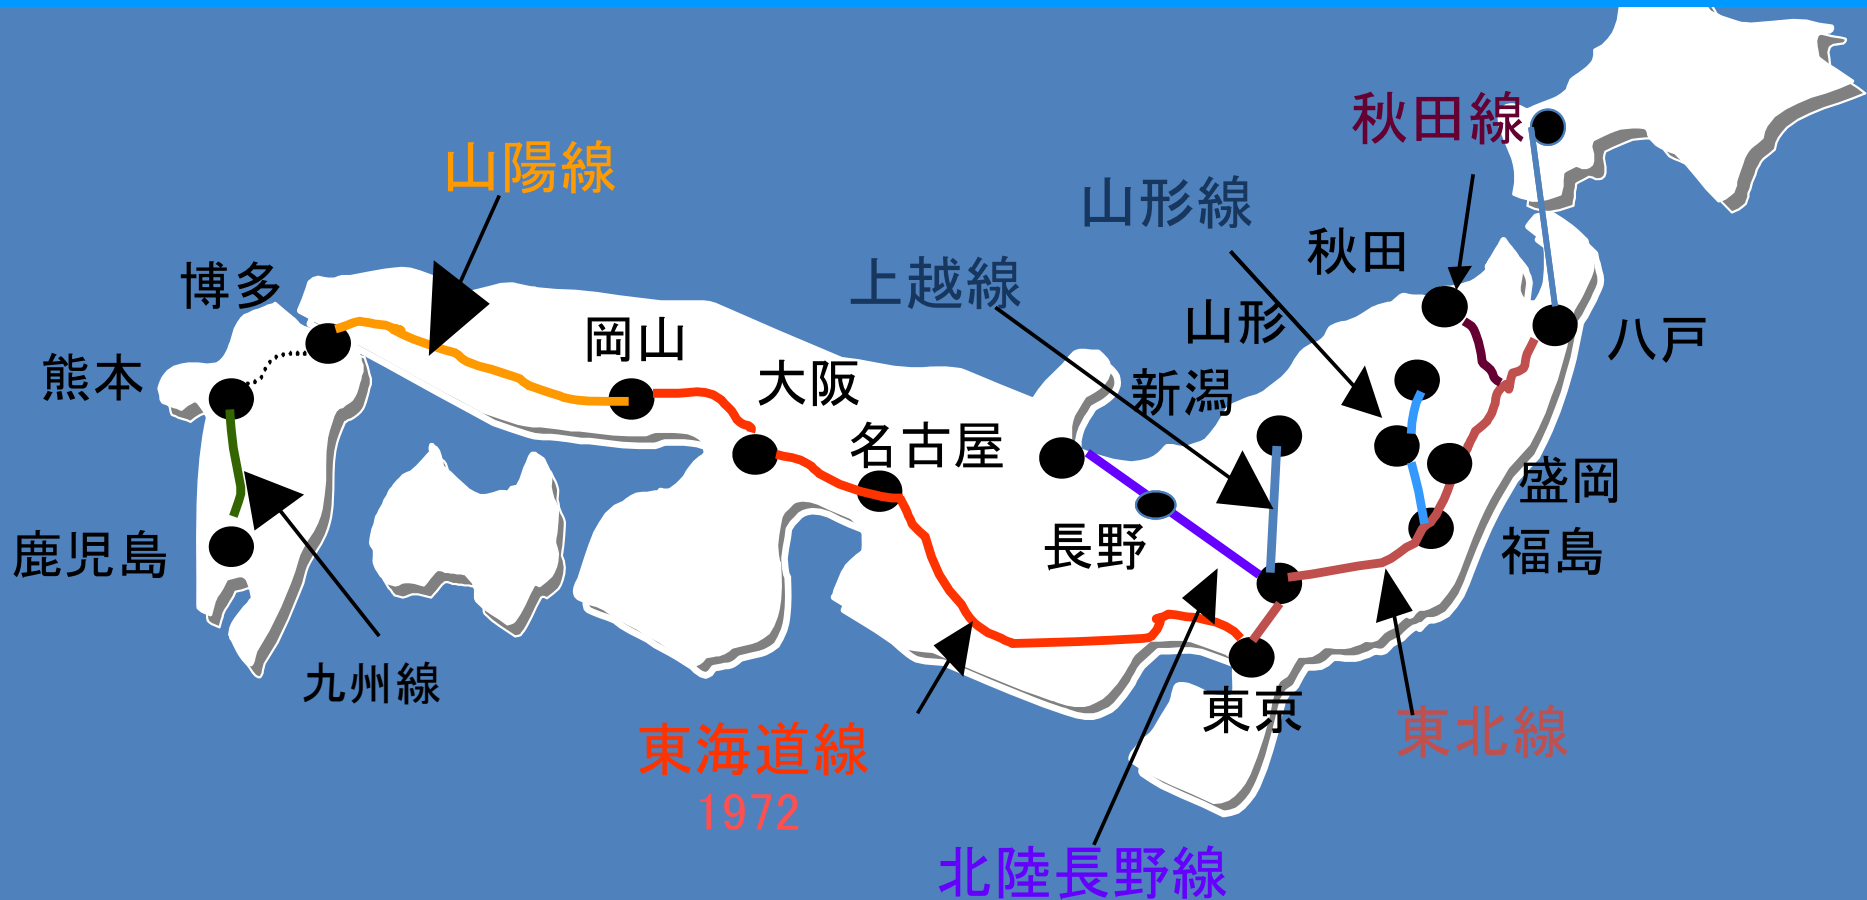 秋田線
山陽線
山形線
秋田
上越線
博多
山形
岡山
八戸
熊本
大阪
新潟
名古屋
盛岡
長野
福島
鹿児島
九州線
東京
東海道線
1972
東北線
北陸長野線